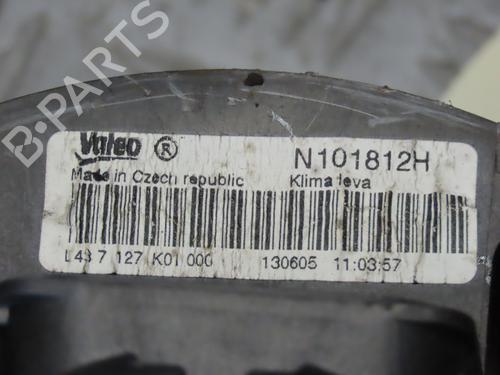 B-PARTS
Valeo ®
N101812H
Made in Czech republic
Klima leva
L43 7 127 K01 000
130605 11:03:57